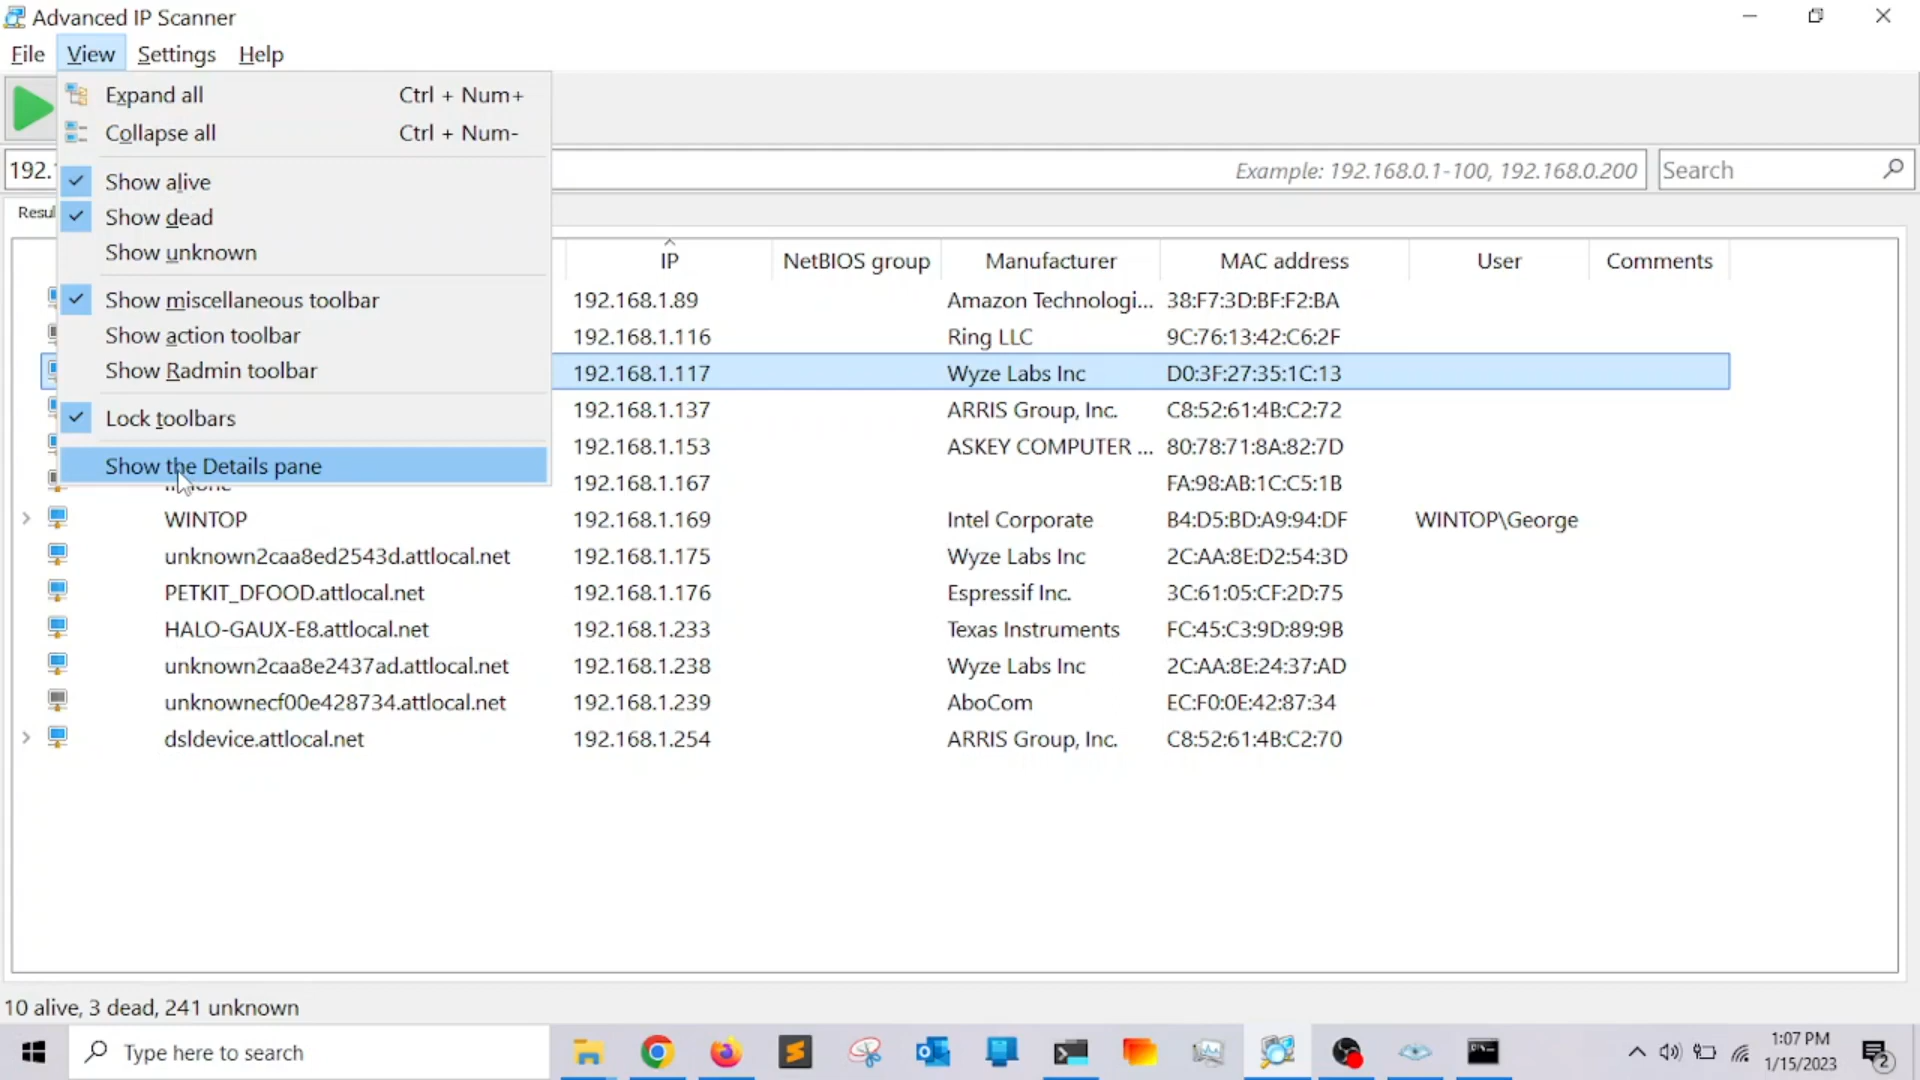 Advanced IP Scanner
File View Settings Help
Expand all Ctrl + Num+
Collapse all Ctrl + Num-
192. Example: 192.168.0.1-100, 192.168.0.200 Search
Show alive
Resul
Show dead
Show unknown
IP NetBIOS group Manufacturer MAC address User Comments
Show miscellaneous toolbar 192.168.1.89 Amazon Technologi... 38:F7:3D:BF:F2:BA
Show action toolbar 192.168.1.116 Ring LLC 9C:76:13:42:C6:2F
Show Radmin toolbar 192.168.1.117 Wyze Labs Inc D0:3F:27:35:1C:13
Lock toolbars 192.168.1.137 ARRIS Group, Inc. C8:52:61:4B:C2:72
Show the Details pane 192.168.1.153 ASKEY COMPUTER ... 80:78:71:8A:82:7D
192.168.1.167 FA:98:AB:1C:C5:1B
WINTOP 192.168.1.169 Intel Corporate B4:D5:BD:A9:94:DF WINTOP\George
unknown2caa8ed2543d.attlocal.net 192.168.1.175 Wyze Labs Inc 2C:AA:8E:D2:54:3D
PETKIT_DFOOD.attlocal.net 192.168.1.176 Espressif Inc. 3C:61:05:CF:2D:75
HALO-GAUX-E8.attlocal.net 192.168.1.233 Texas Instruments FC:45:C3:9D:89:9B
unknown2caa8e2437ad.attlocal.net 192.168.1.238 Wyze Labs Inc 2C:AA:8E:24:37:AD
unknownecf00e428734.attlocal.net 192.168.1.239 AboCom EC:F0:0E:42:87:34
dsldevice.attlocal.net 192.168.1.254 ARRIS Group, Inc. C8:52:61:4B:C2:70
10 alive, 3 dead, 241 unknown
Type here to search
1:07 PM
1/15/2023
2